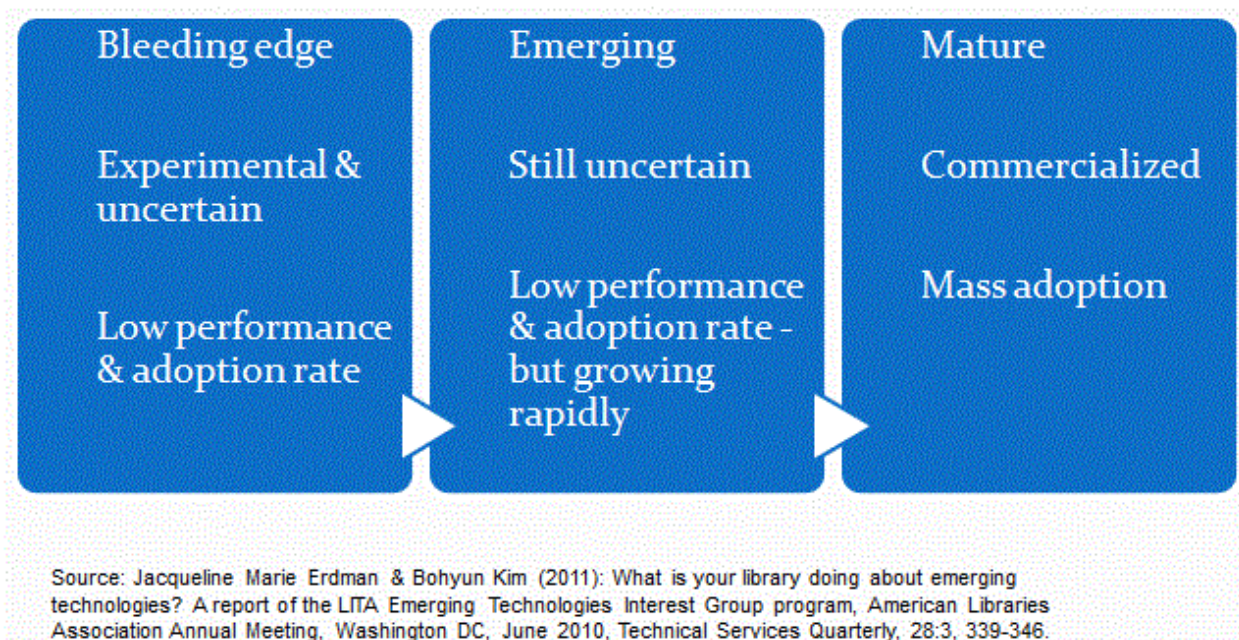 Bleeding edge
Experimental &
uncertain
Low performance
& adoption rate
Emerging
Still uncertain
Low performance
& adoption rate -
but growing
rapidly
Mature
Commercialized
Mass adoption
Source: Jacqueline Marie Erdman & Bohyun Kim (2011): What is your library doing about emerging
technologies? A report of the LITA Emerging Technologies Interest Group program, American Libraries
Association Annual Meeting, Washington DC, June 2010, Technical Services Quarterly, 28:3, 339-346.